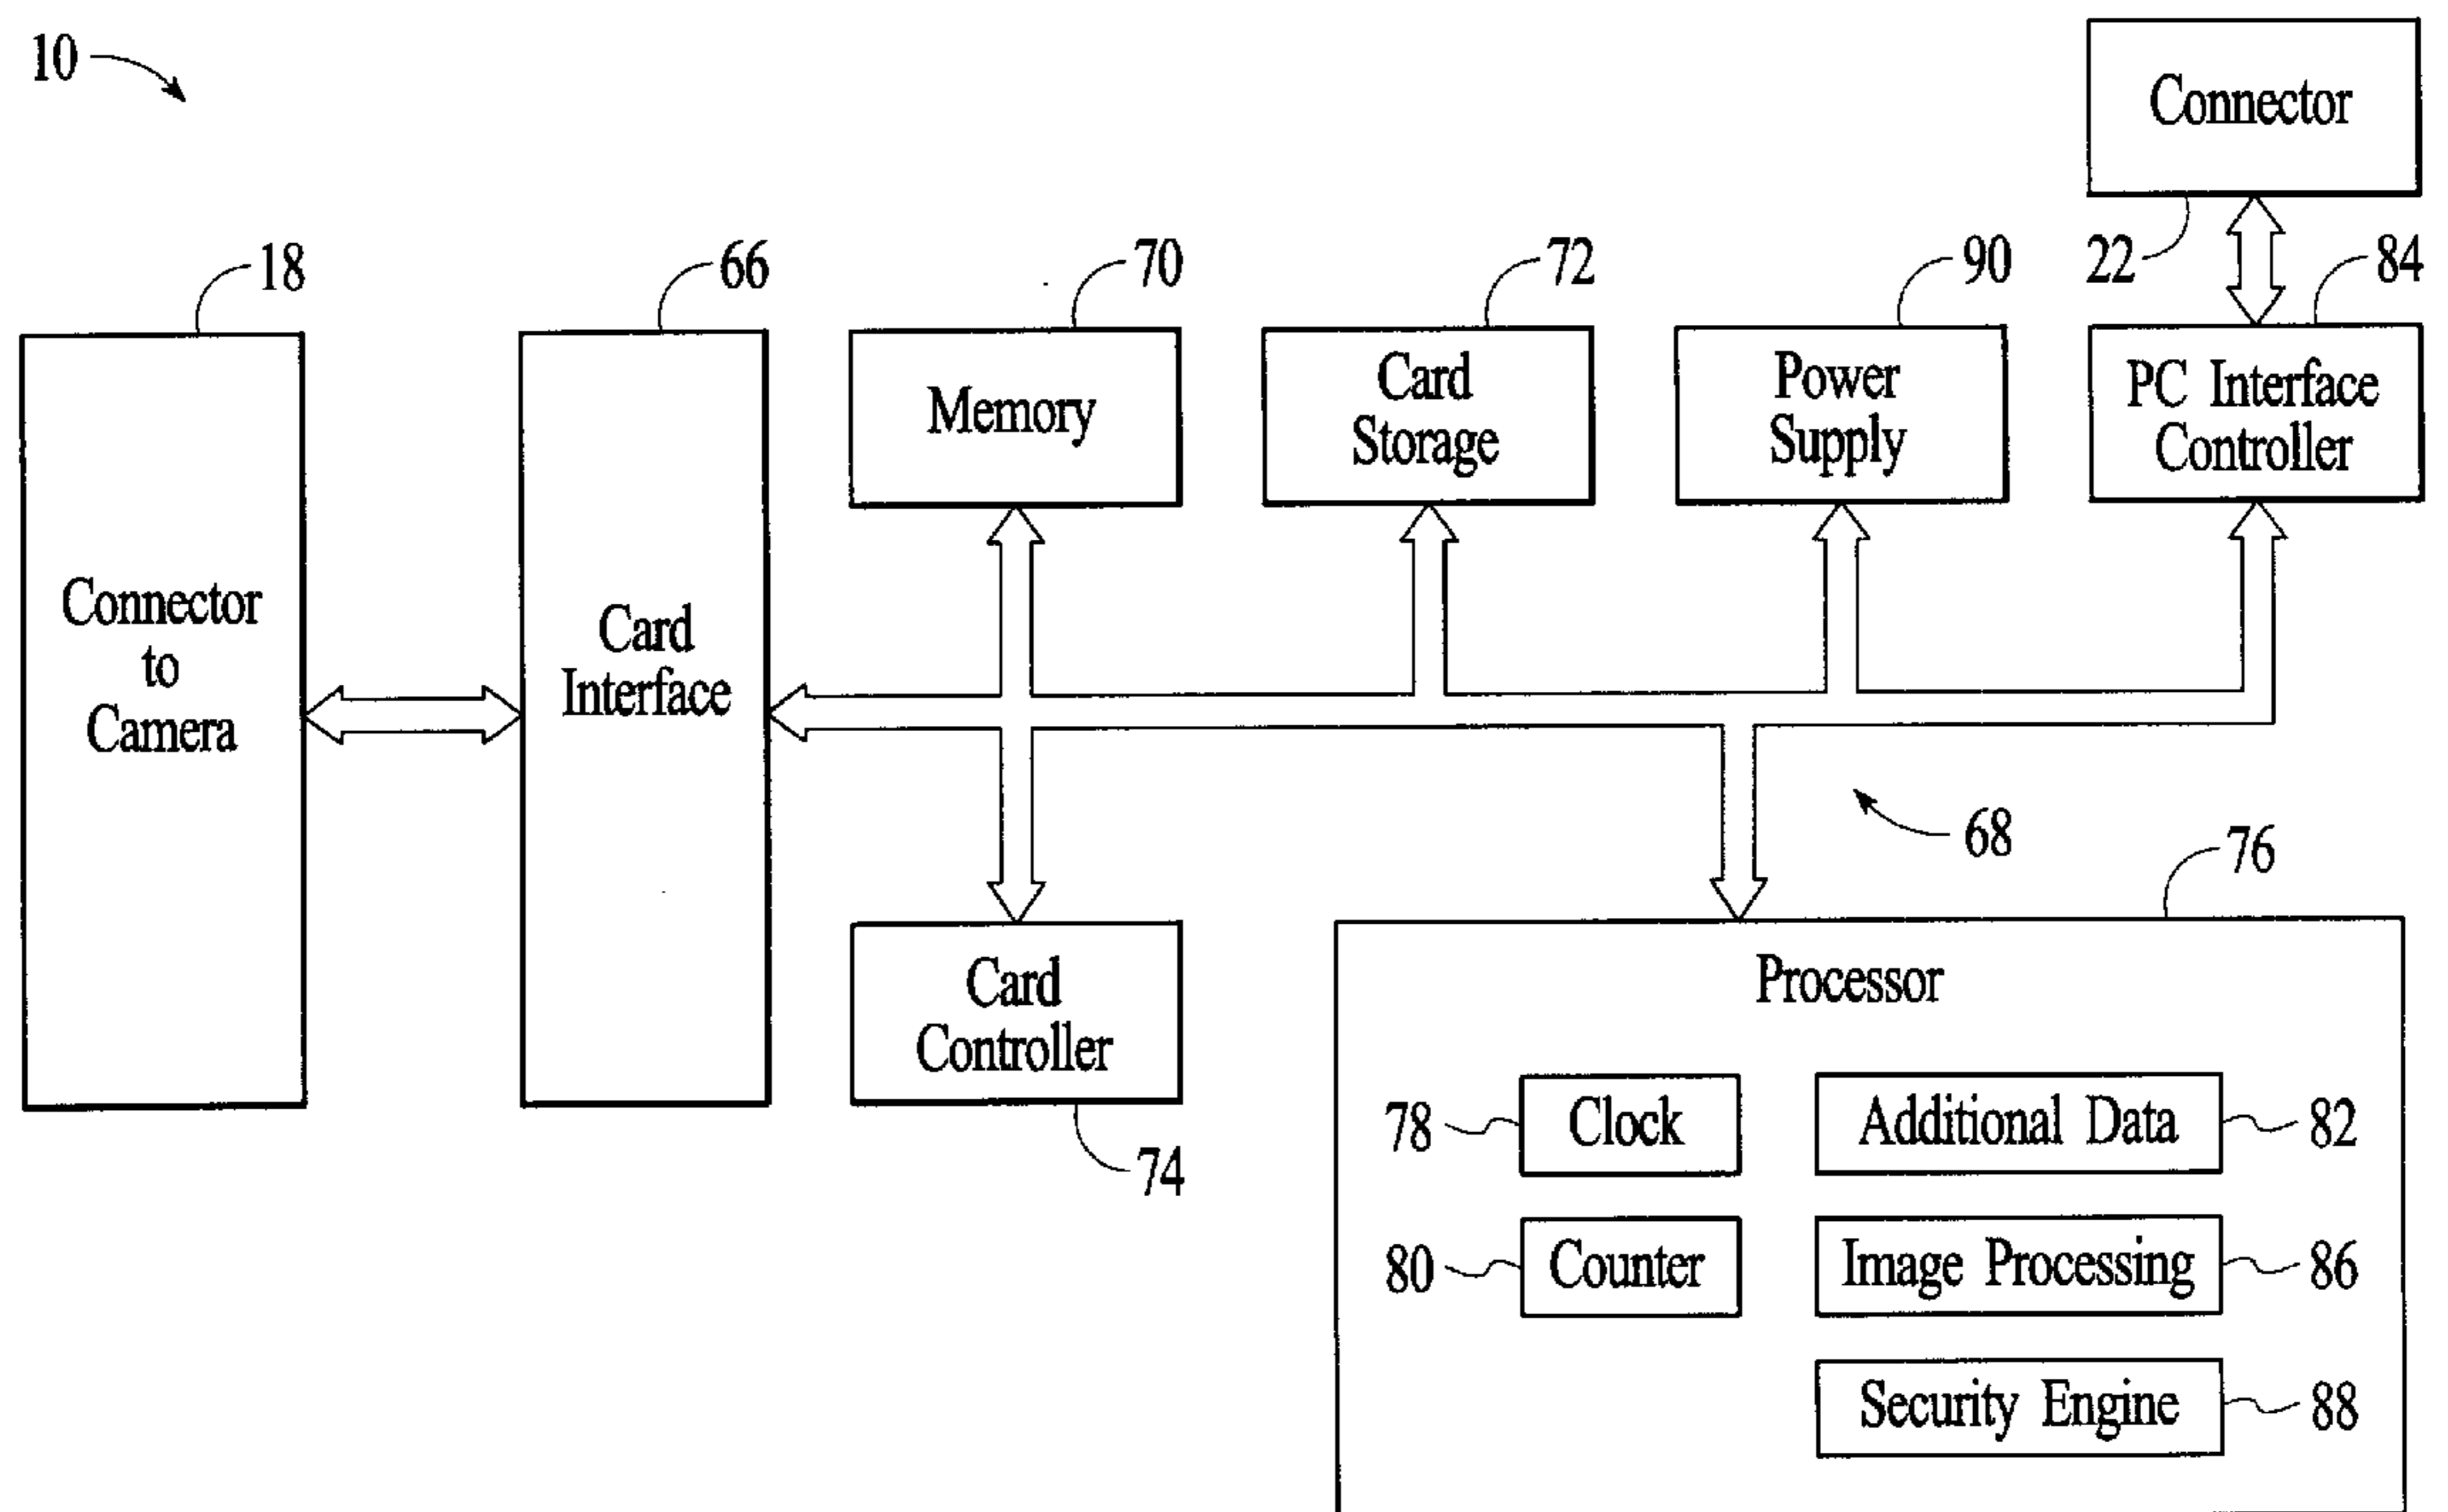 10
Connector
22
84
18
66
70
72
90
Connector
to
Camera
Card
Interface
Memory
Card
Storage
Power
Supply
PC Interface
Controller
68
76
Card
Controller
74
Processor
78
Clock
Additional Data
82
80
Counter
Image Processing
86
Security Engine
88